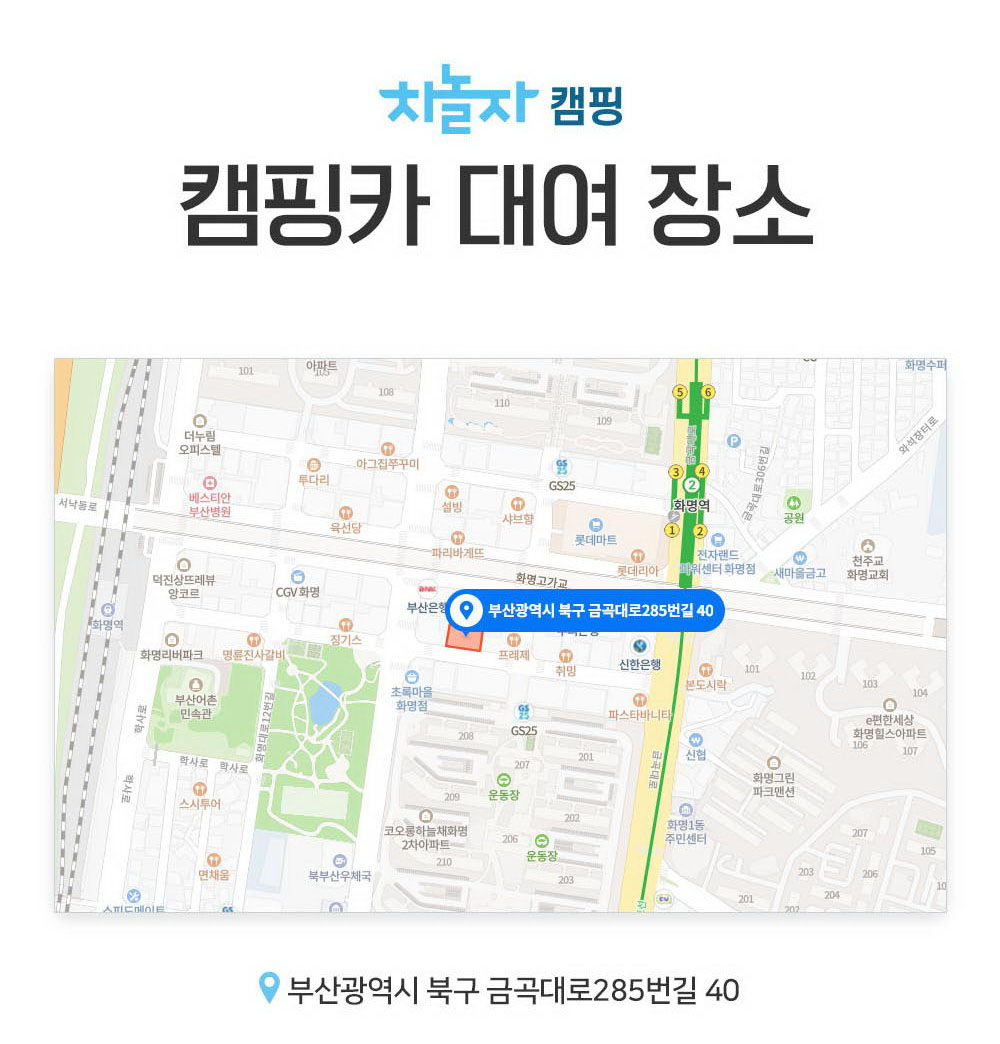 차놀자 캠핑
캠핑카 대여 장소
아파트
101
105
108
110
109
5
6
화명수퍼
와석장터로
더누림
오피스텔
아그집쭈꾸미
투다리
GS25
GS25
3
4
2
화명역
1
2
P
금곡대로306번길
공원
서낙동로
베스티안
부산병원
설빙
샤브향
육선당
파리바게뜨
롯데마트
롯데리아
전자랜드
파워센터 화명점
새마을금고
천주교
화명교회
덕진상뜨레뷰
앙코르
CGV 화명
화명고가교
화명역
부산은행
부산광역시 북구 금곡대로285번길 40
화명리버파크
명륜진사갈비
징기스
프레제
취밍
신한은행
초록마을
화명점
본도시락
101
102
103
104
부산어촌
민속관
학사로
화명대로12번길
GS25
GS25
파스타바니타
e편한세상
화명힐스아파트
106
107
208
207
201
신협
금곡대로
학사로
학사로
학사로
스시투어
209
운동장
화명그린
파크맨션
코오롱하늘채화명
2차아파트
210
206
운동장
203
화명1동
주민센터
207
105
면채움
북부산우체국
203
206
201
202
204
10
스피드메이트
GS
부산광역시 북구 금곡대로285번길 40